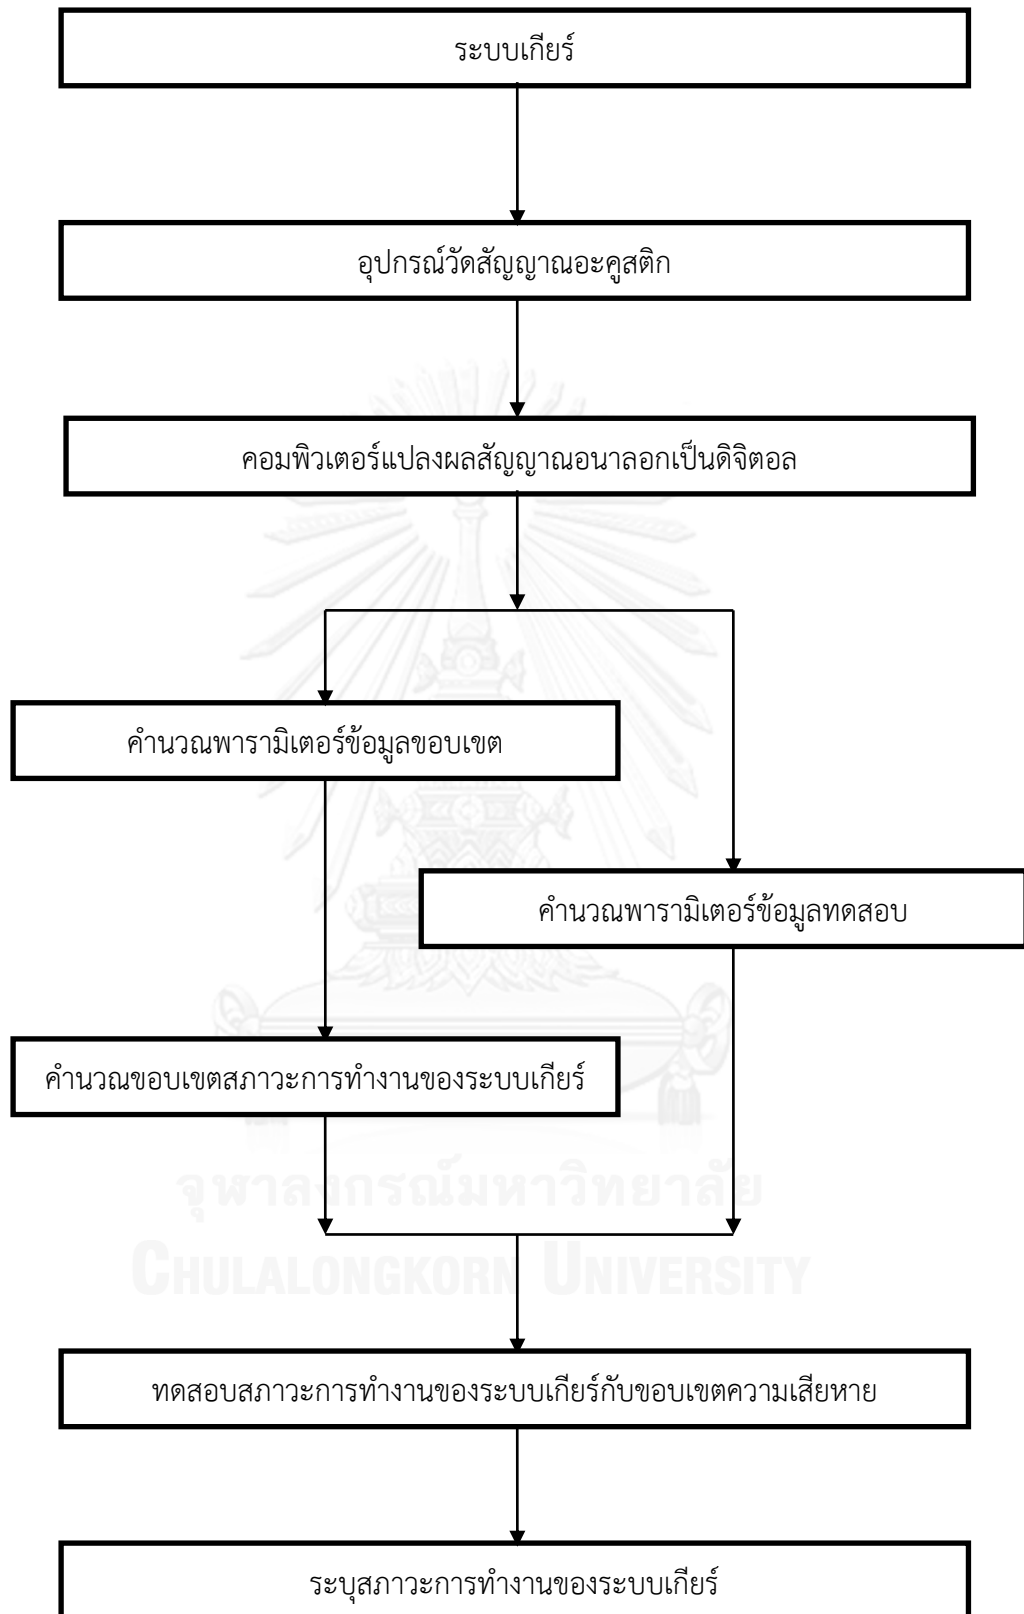 ระบบเกียร์
อุปกรณ์วัดสัญญาณอะคูสติก
คอมพิวเตอร์แปลงผลสัญญาณอนาลอกเป็นดิจิตอล
คำนวณพารามิเตอร์ข้อมูลขอบเขต
คำนวณพารามิเตอร์ข้อมูลทดสอบ
คำนวณขอบเขตสภาวะการทำงานของระบบเกียร์
จุฬาลงกรณ์มหาวิทยาลัย
CHULALONGKORN UNIVERSITY
ทดสอบสภาวะการทำงานของระบบเกียร์กับขอบเขตความเสียหาย
ระบุสภาวะการทำงานของระบบเกียร์